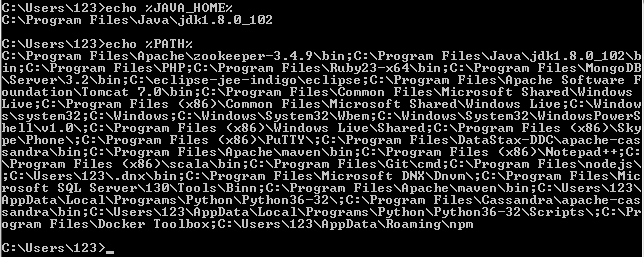 C:\Users\123>echo %JAVA_HOME%
C:\Program Files\Java\jdk1.8.0_102
C:\Users\123>echo %PATH%
C:\Program Files\Apache\zookeeper-3.4.9\bin;C:\Program Files\Java\jdk1.8.0_102\b
in;C:\Program Files\PHP;C:\Program Files\Ruby23-x64\bin;C:\Program Files\MongoDB
\Server\3.2\bin;C:\eclipse-jee-indigo\eclipse;C:\Program Files\Apache Software F
oundation\Tomcat 7.0\bin;C:\Program Files\Common Files\Microsoft Shared\Windows
Live;C:\Program Files (x86)\Common Files\Microsoft Shared\Windows Live;C:\Window
s\system32;C:\Windows;C:\Windows\System32\Wbem;C:\Windows\System32\WindowsPowerS
hell\v1.0\;C:\Program Files (x86)\Windows Live\Shared;C:\Program Files (x86)\Sky
pe\Phone\;C:\Program Files (x86)\PuTTY\;C:\Program Files\DataStax-DDC\apache-cas
sandra\bin;C:\Program Files\Apache\maven\bin;C:\Program Files (x86)\Notepad++;C:
\Program Files (x86)\scala\bin;C:\Program Files\Git\cmd;C:\Program Files\nodejs\
;C:\Users\123\.dnx\bin;C:\Program Files\Microsoft DNX\Dnvm\;C:\Program Files\Mic
rosoft SQL Server\130\Tools\Binn;C:\Program Files\Apache\maven\bin;C:\Users\123\
AppData\Local\Programs\Python\Python36-32\;C:\Program Files\Cassandra\apache-cas
sandra\bin;C:\Users\123\AppData\Local\Programs\Python\Python36-32\Scripts\;C:\Pr
ogram Files\Docker Toolbox;C:\Users\123\AppData\Roaming\npm
C:\Users\123>_